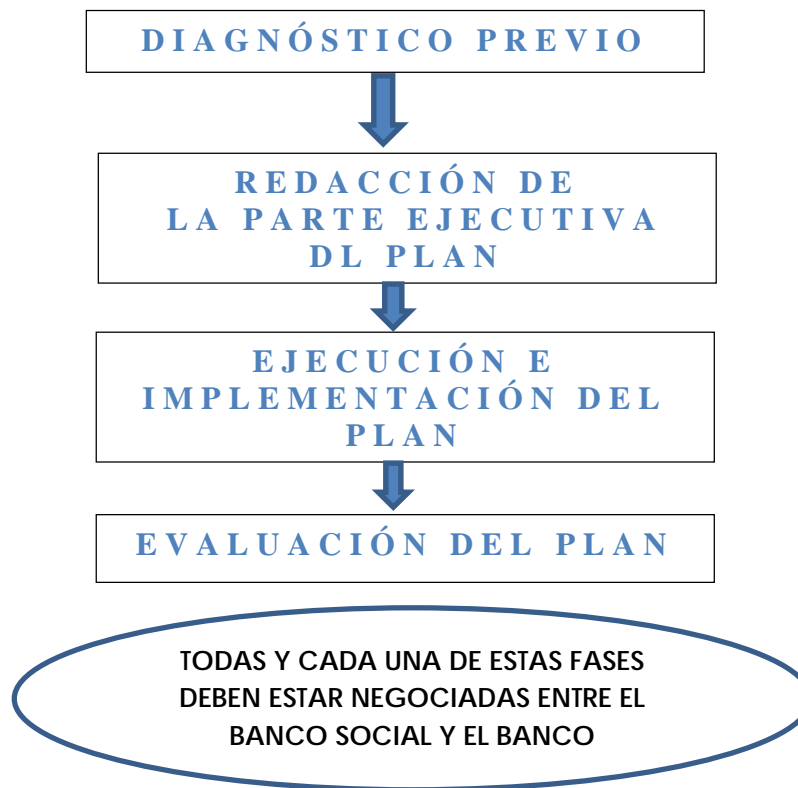 DIAGNÓSTICO PREVIO
REDACCIÓN DE
LA PARTE EJECUTIVA
DL PLAN
EJECUCIÓN E
IMPLEMENTACIÓN DEL
PLAN
EVALUACIÓN DEL PLAN
TODAS Y CADA UNA DE ESTAS FASES
DEBEN ESTAR NEGOCIADAS ENTRE EL
BANCO SOCIAL Y EL BANCO